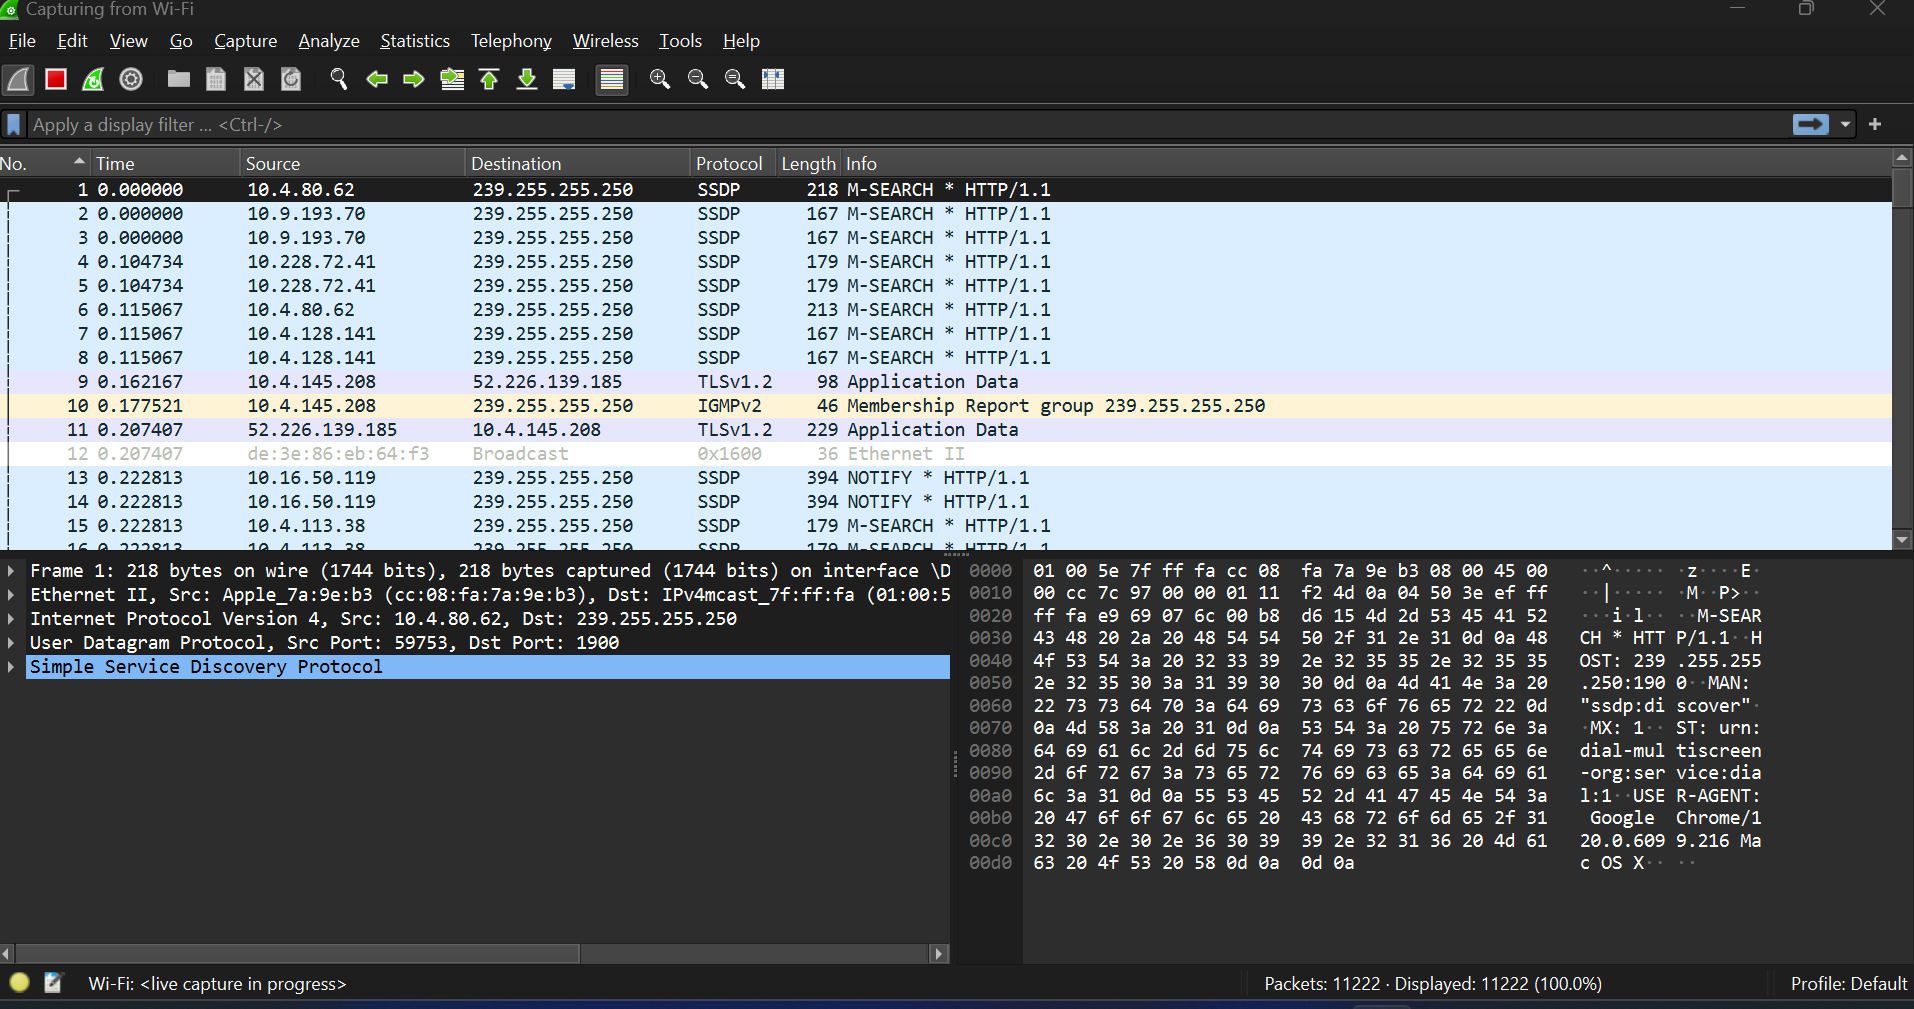 Capturing from Wi-Fi
File Edit View Go Capture Analyze Statistics Telephony Wireless Tools Help
Apply a display filter ... <Ctrl-/>
No. Time Source Destination Protocol Length Info
1 0.000000 10.4.80.62 239.255.255.250 SSDP 218 M-SEARCH * HTTP/1.1
2 0.000000 10.9.193.70 239.255.255.250 SSDP 167 M-SEARCH * HTTP/1.1
3 0.000000 10.9.193.70 239.255.255.250 SSDP 167 M-SEARCH * HTTP/1.1
4 0.104734 10.228.72.41 239.255.255.250 SSDP 179 M-SEARCH * HTTP/1.1
5 0.104734 10.228.72.41 239.255.255.250 SSDP 179 M-SEARCH * HTTP/1.1
6 0.115067 10.4.80.62 239.255.255.250 SSDP 213 M-SEARCH * HTTP/1.1
7 0.115067 10.4.128.141 239.255.255.250 SSDP 167 M-SEARCH * HTTP/1.1
8 0.115067 10.4.128.141 239.255.255.250 SSDP 167 M-SEARCH * HTTP/1.1
9 0.162167 10.4.145.208 52.226.139.185 TLSv1.2 98 Application Data
10 0.177521 10.4.145.208 239.255.255.250 IGMPv2 46 Membership Report group 239.255.255.250
11 0.207407 52.226.139.185 10.4.145.208 TLSv1.2 229 Application Data
12 0.207407 de:3e:86:eb:64:f3 Broadcast 0x1600 36 Ethernet II
13 0.222813 10.16.50.119 239.255.255.250 SSDP 394 NOTIFY * HTTP/1.1
14 0.222813 10.16.50.119 239.255.255.250 SSDP 394 NOTIFY * HTTP/1.1
15 0.222813 10.4.113.38 239.255.255.250 SSDP 179 M-SEARCH * HTTP/1.1
16 0.222813 10.4.113.38 239.255.255.250 SSDP 179 M-SEARCH * HTTP/1.1
Frame 1: 218 bytes on wire (1744 bits), 218 bytes captured (1744 bits) on interface \D
Ethernet II, Src: Apple_7a:9e:b3 (cc:08:fa:7a:9e:b3), Dst: IPv4mcast_7f:ff:fa (01:00:5
Internet Protocol Version 4, Src: 10.4.80.62, Dst: 239.255.255.250
User Datagram Protocol, Src Port: 59753, Dst Port: 1900
Simple Service Discovery Protocol
0000 01 00 5e 7f ff fa cc 08 fa 7a 9e b3 08 00 45 00 ··^····· ·z····E·
0010 00 cc 7c 97 00 00 01 11 f2 4d 0a 04 50 3e ef ff ··|····· ·M··P>··
0020 ff fa e9 69 07 6c 00 b8 d6 15 4d 2d 53 45 41 52 ···i·l·· ··M-SEAR
0030 43 48 20 2a 20 48 54 54 50 2f 31 2e 31 0d 0a 48 CH * HTT P/1.1··H
0040 4f 53 54 3a 20 32 33 39 2e 32 35 35 2e 32 35 35 OST: 239 .255.255
0050 2e 32 35 30 3a 31 39 30 30 0d 0a 4d 41 4e 3a 20 .250:190 0··MAN:
0060 22 73 73 64 70 3a 64 69 73 63 6f 76 65 72 22 0d "ssdp:di scover"·
0070 0a 4d 58 3a 20 31 0d 0a 53 54 3a 20 75 72 6e 3a ·MX: 1·· ST: urn:
0080 64 69 61 6c 2d 6d 75 6c 74 69 73 63 72 65 65 6e dial-mul tiscreen
0090 2d 6f 72 67 3a 73 65 72 76 69 63 65 3a 64 69 61 -org:ser vice:dia
00a0 6c 3a 31 0d 0a 55 53 45 52 2d 41 47 45 4e 54 3a l:1··USE R-AGENT:
00b0 20 47 6f 6f 67 6c 65 20 43 68 72 6f 6d 65 2f 31 Google Chrome/1
00c0 32 30 2e 30 2e 36 30 39 39 2e 32 31 36 20 4d 61 20.0.609 9.216 Ma
00d0 63 20 4f 53 20 58 0d 0a 0d 0a c OS X·· ··
Wi-Fi: <live capture in progress> Packets: 11222 · Displayed: 11222 (100.0%) Profile: Default